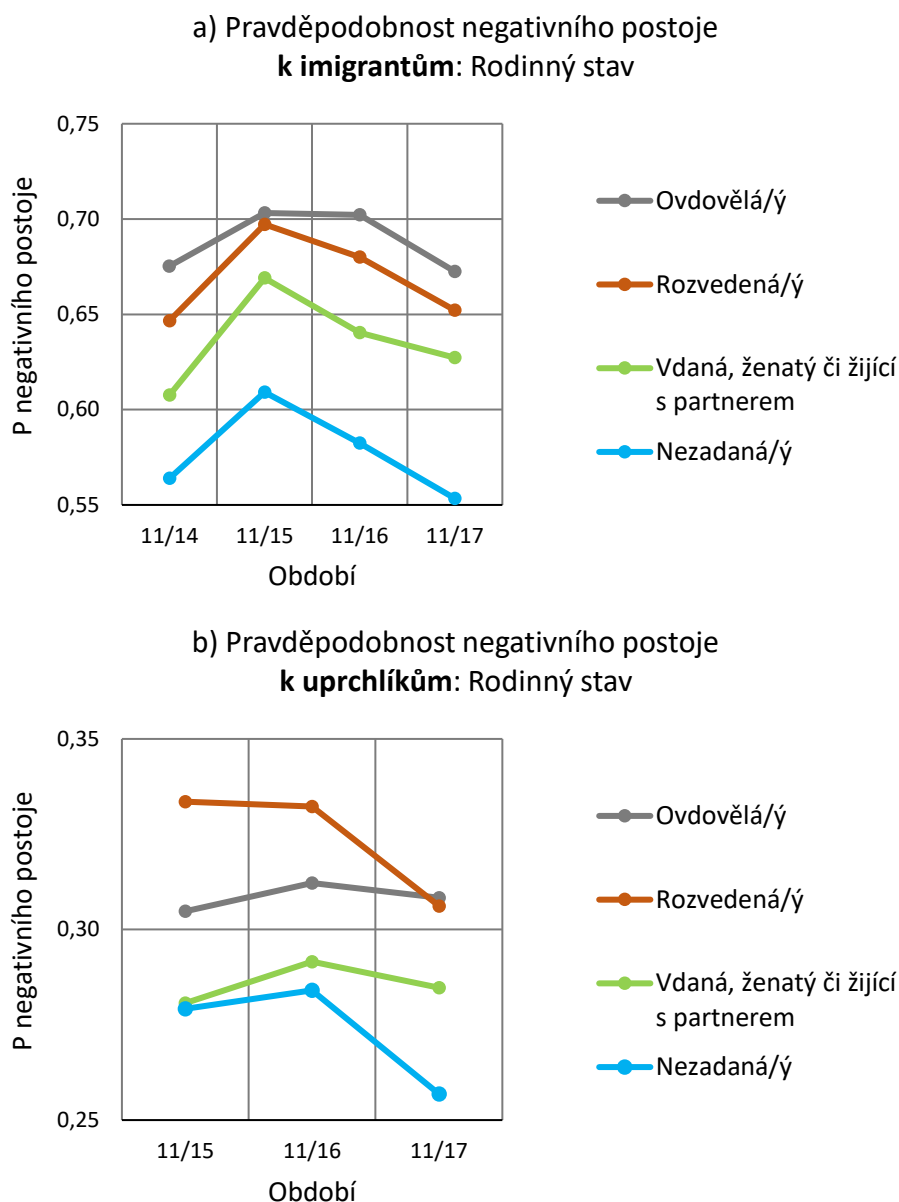 a) Pravděpodobnost negativního postoje
k imigrantům: Rodinný stav
P negativního postoje
0,75
0,70
0,65
0,60
0,55
11/14
11/15
11/16
11/17
Období
Ovdovělá/ý
Rozvedená/ý
Vdaná, ženatý či žijící
s partnerem
Nezadaná/ý
b) Pravděpodobnost negativního postoje
k uprchlíkům: Rodinný stav
P negativního postoje
0,35
0,30
0,25
11/15
11/16
11/17
Období
Ovdovělá/ý
Rozvedená/ý
Vdaná, ženatý či žijící
s partnerem
Nezadaná/ý